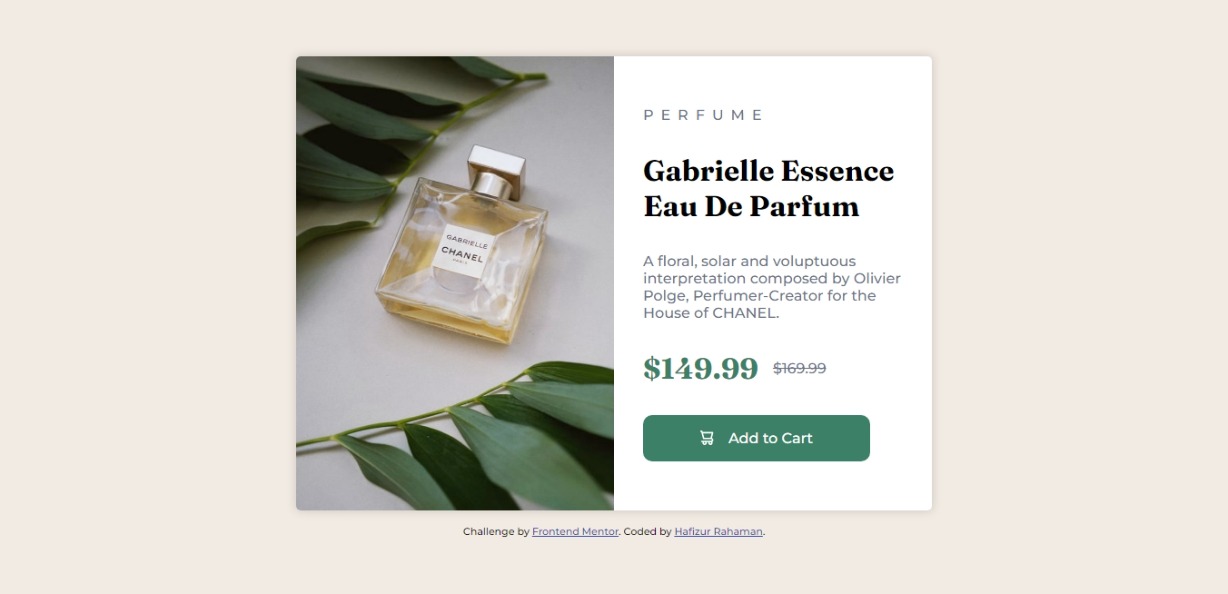 PERFUME
Gabrielle Essence
Eau De Parfum
A floral, solar and voluptuous
interpretation composed by Olivier
Polge, Perfumer-Creator for the
House of CHANEL.
$149.99 $169.99
Add to Cart
GABRIELLE
CHANEL
PARIS
Challenge by Frontend Mentor. Coded by Hafizur Rahaman.